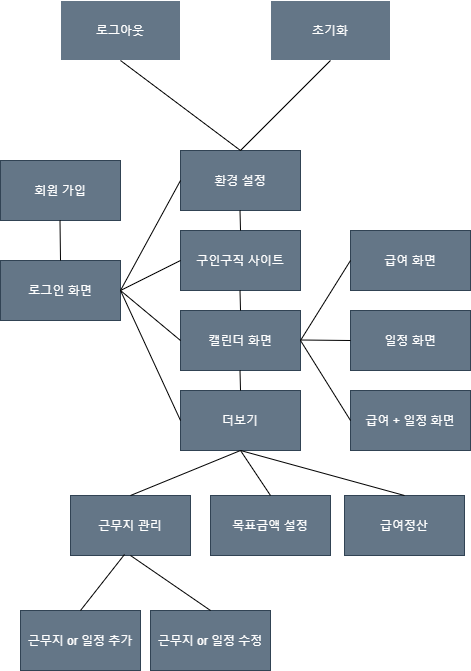 로그아웃
초기화
환경 설정
회원 가입
구인구직 사이트
급여 화면
로그인 화면
캘린더 화면
일정 화면
더보기
급여 + 일정 화면
근무지 관리
목표금액 설정
급여정산
근무지 or 일정 추가
근무지 or 일정 수정